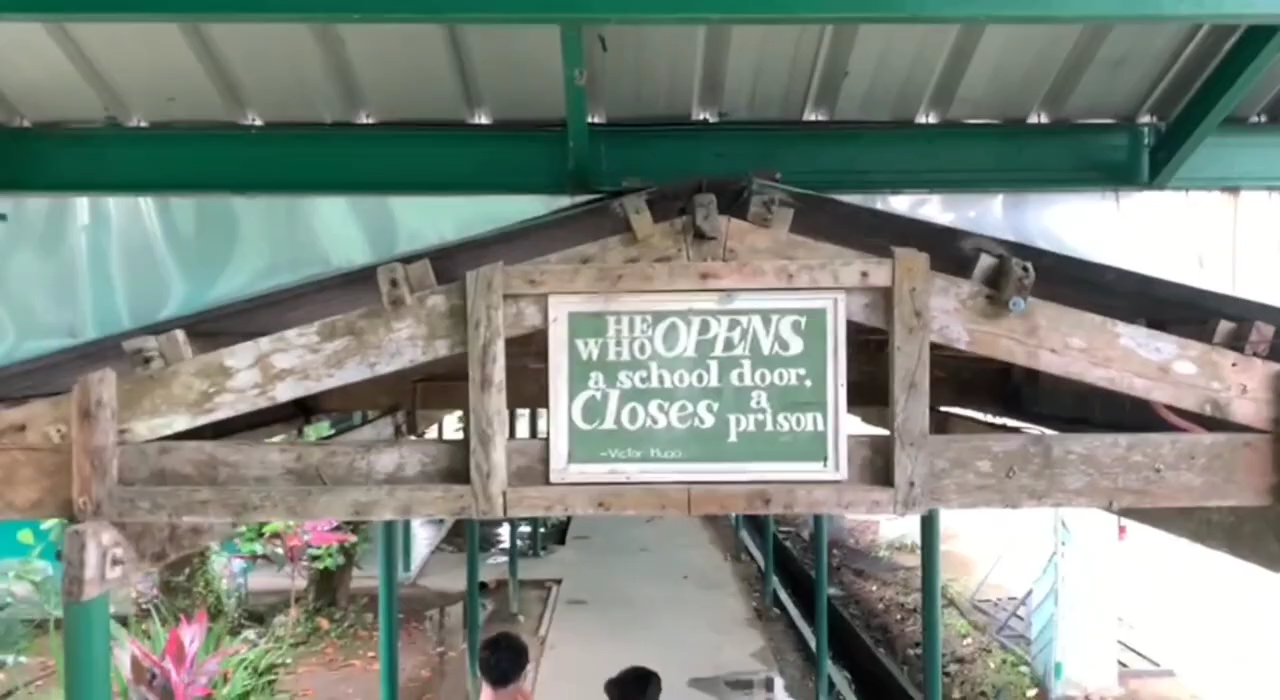 HE
WHO OPENS
a school door,
Closes a
prison
-Victor Hugo